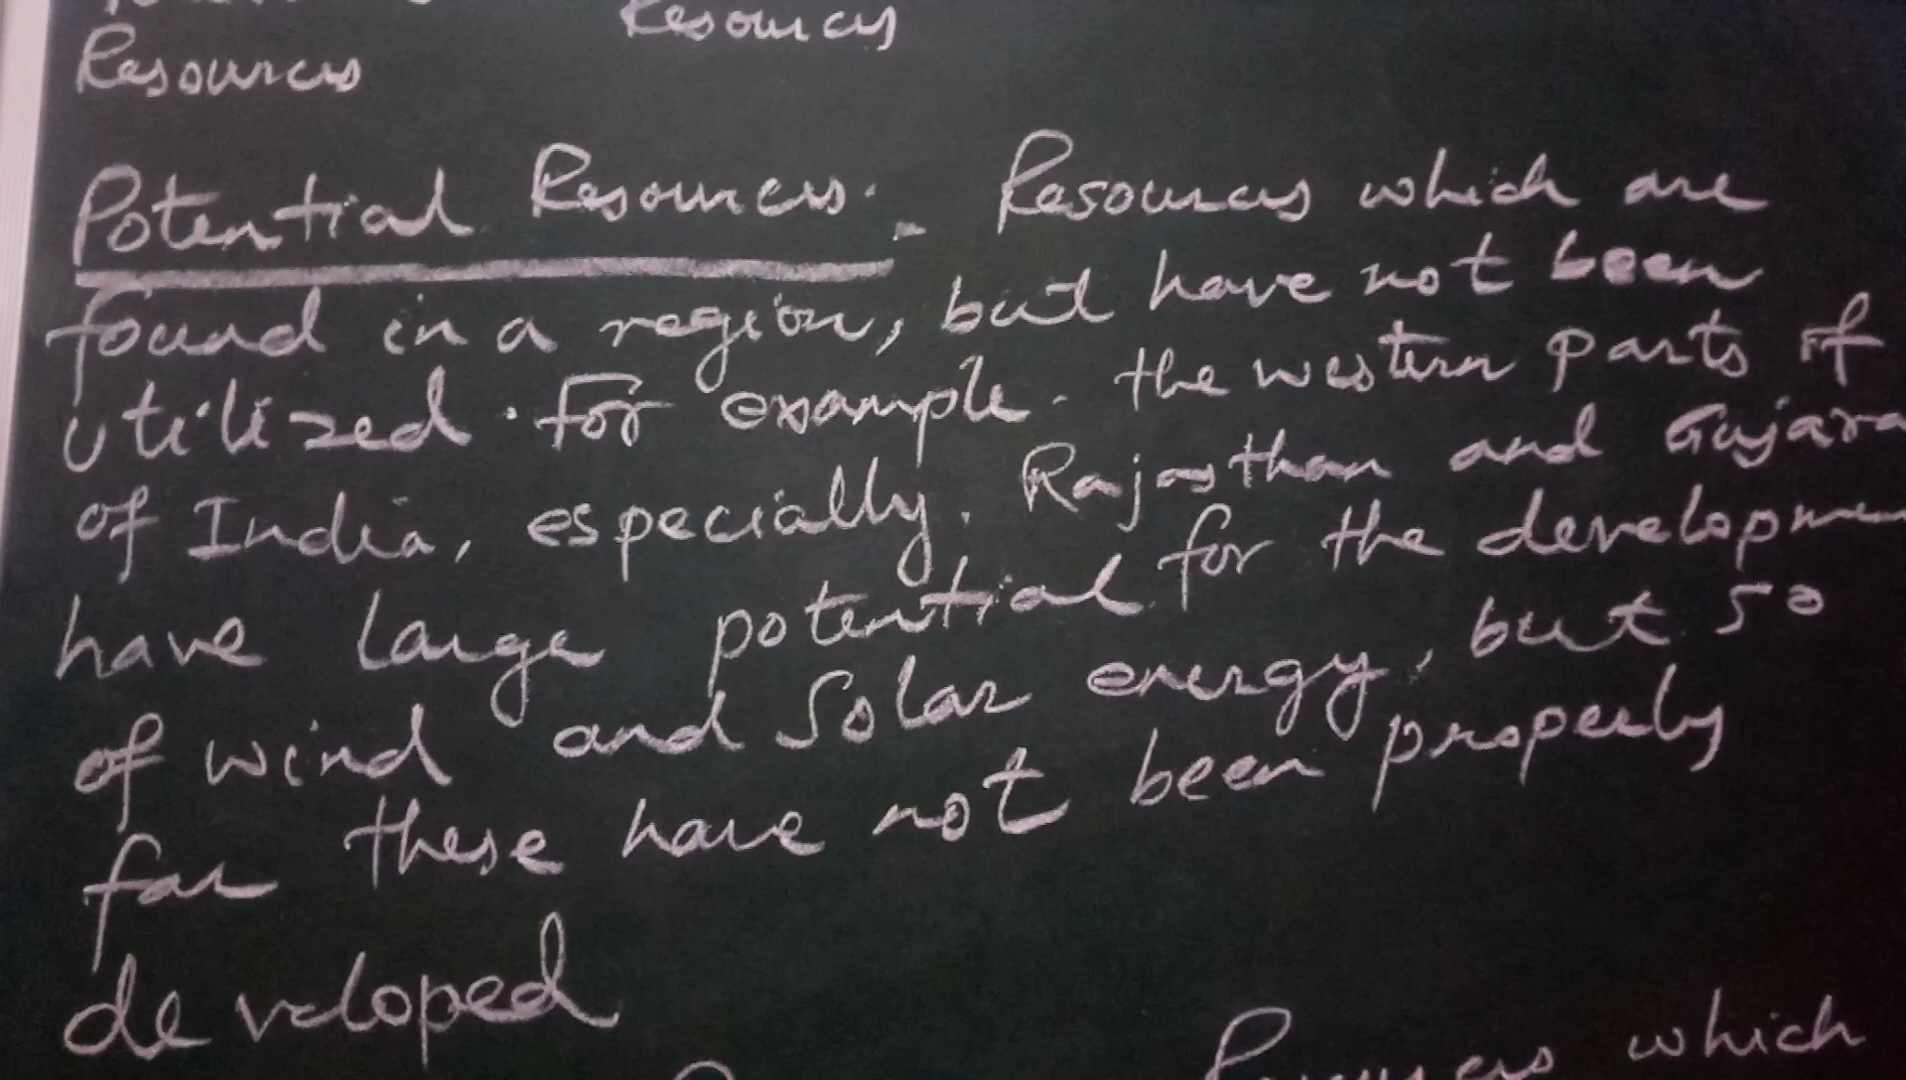 Resources
Resources
Potential Resources - Resources which are
found in a region, but have not been
utilized. For example. the western parts of
of India, especially, Rajasthan and Gujara
have large potential for the developmen
of wind and Solar energy, but so
far these have not been properly
developed
which